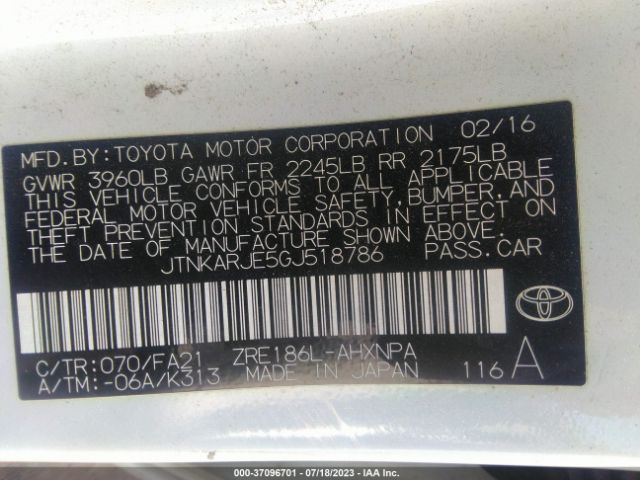 MFD.BY:TOYOTA MOTOR CORPORATION 02/16
GVWR 3960LB GAWR FR 2245LB RR 2175LB
THIS VEHICLE CONFORMS TO ALL APPLICABLE
FEDERAL MOTOR VEHICLE SAFETY,BUMPER,AND
THEFT PREVENTION STANDARDS IN EFFECT ON
THE DATE OF MANUFACTURE SHOWN ABOVE.
JTNKARJE5GJ518786 PASS.CAR
C/TR:070/FA21 ZRE186L-AHXNPA
A/TM:-06A/K313 MADE IN JAPAN 116 A
000-37096701 / 07/18/2023 - IAA Inc.